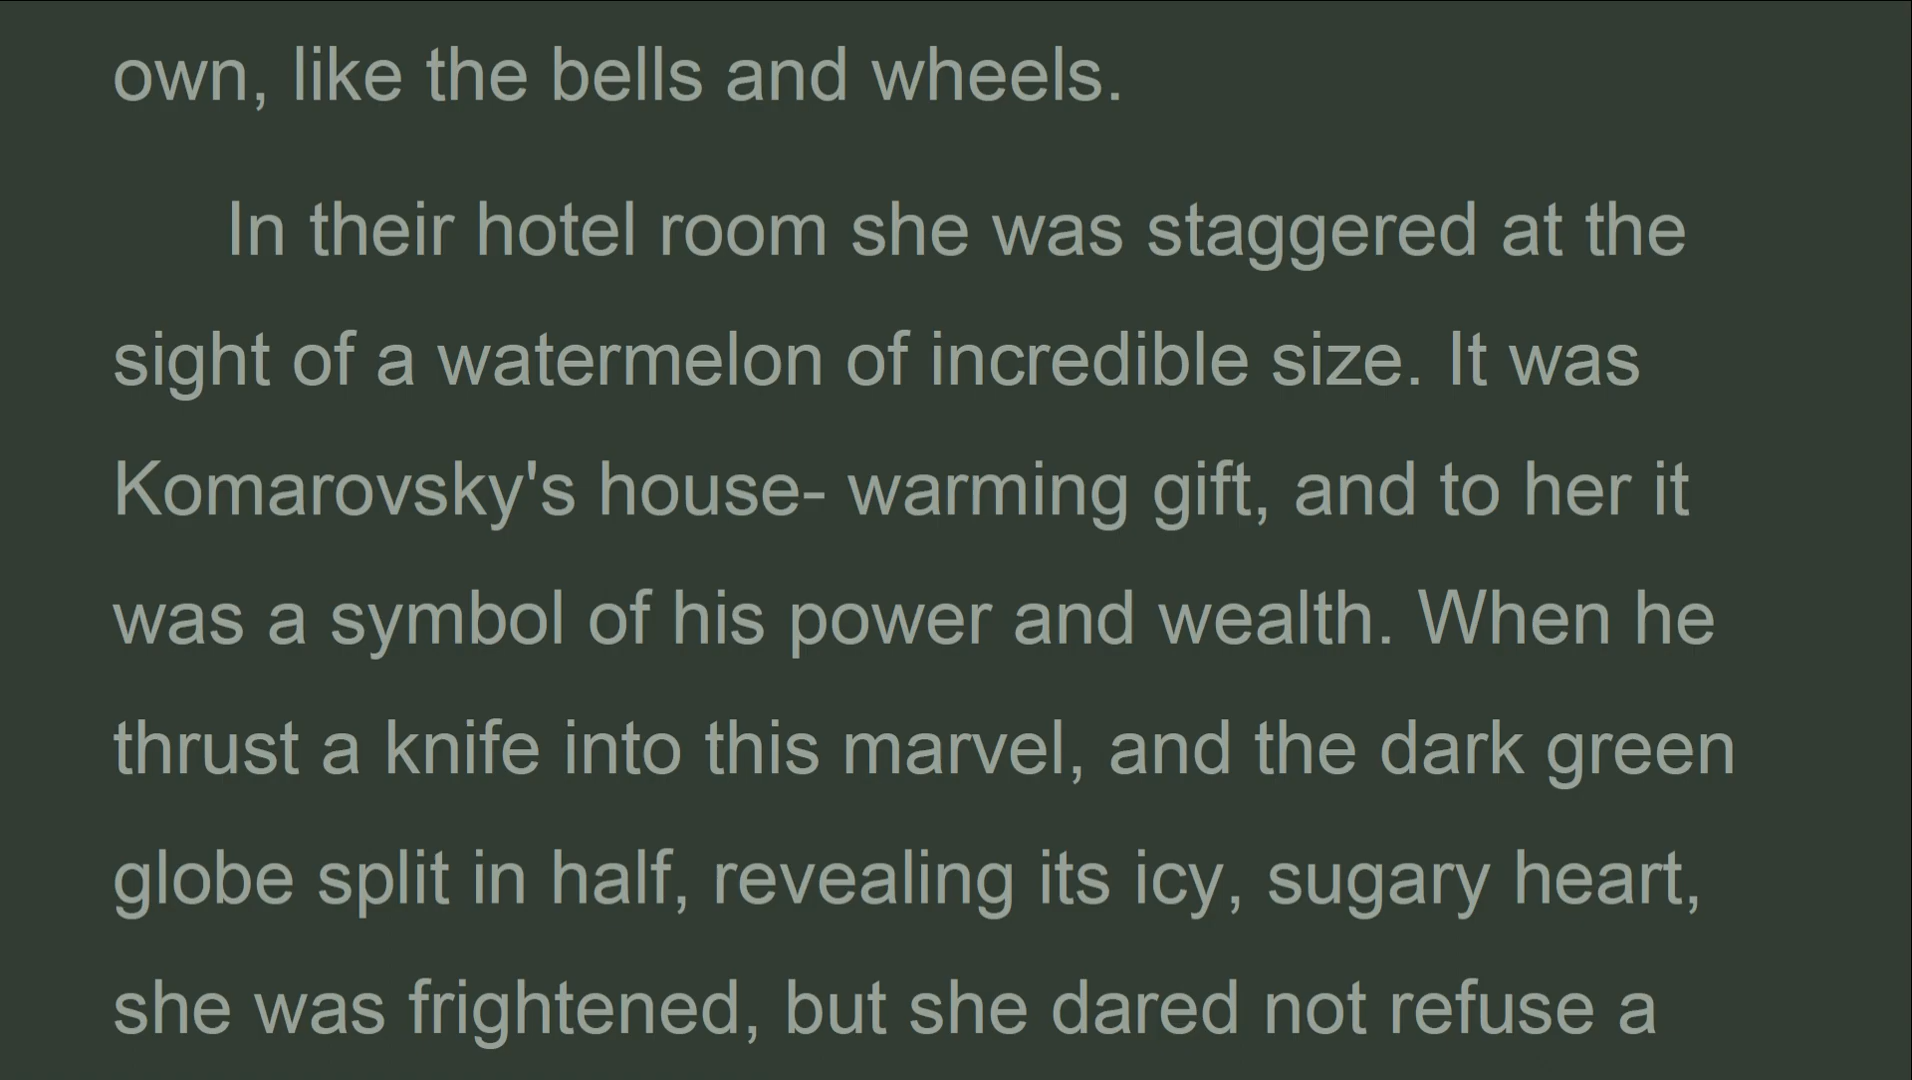 own, like the bells and wheels.
In their hotel room she was staggered at the
sight of a watermelon of incredible size. It was
Komarovsky's house- warming gift, and to her it
was a symbol of his power and wealth. When he
thrust a knife into this marvel, and the dark green
globe split in half, revealing its icy, sugary heart,
she was frightened, but she dared not refuse a